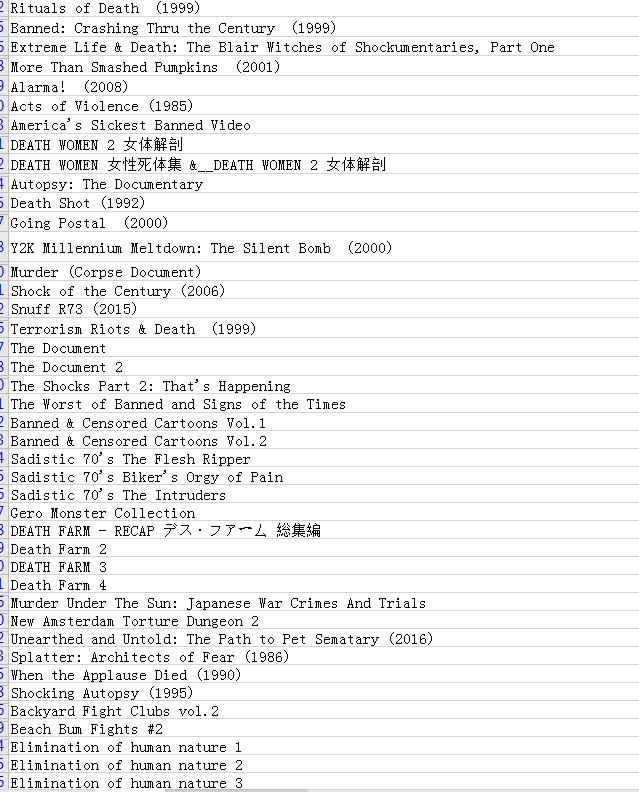 Rituals of Death (1999)
Banned: Crashing Thru the Century (1999)
Extreme Life & Death: The Blair Witches of Shockumentaries, Part One
More Than Smashed Pumpkins (2001)
Alarma! (2008)
Acts of Violence (1985)
America's Sickest Banned Video
DEATH WOMEN 2 女体解剖
DEATH WOMEN 女性死体集 &__DEATH WOMEN 2 女体解剖
Autopsy: The Documentary
Death Shot (1992)
Going Postal (2000)
Y2K Millennium Meltdown: The Silent Bomb (2000)
Murder (Corpse Document)
Shock of the Century (2006)
Snuff R73 (2015)
Terrorism Riots & Death (1999)
The Document
The Document 2
The Shocks Part 2: That's Happening
The Worst of Banned and Signs of the Times
Banned & Censored Cartoons Vol.1
Banned & Censored Cartoons Vol.2
Sadistic 70's The Flesh Ripper
Sadistic 70's Biker's Orgy of Pain
Sadistic 70's The Intruders
Gero Monster Collection
DEATH FARM - RECAP デス・ファーム 総集編
Death Farm 2
DEATH FARM 3
Death Farm 4
Murder Under The Sun: Japanese War Crimes And Trials
New Amsterdam Torture Dungeon 2
Unearthed and Untold: The Path to Pet Sematary (2016)
Splatter: Architects of Fear (1986)
When the Applause Died (1990)
Shocking Autopsy (1995)
Backyard Fight Clubs vol.2
Beach Bum Fights #2
Elimination of human nature 1
Elimination of human nature 2
Elimination of human nature 3